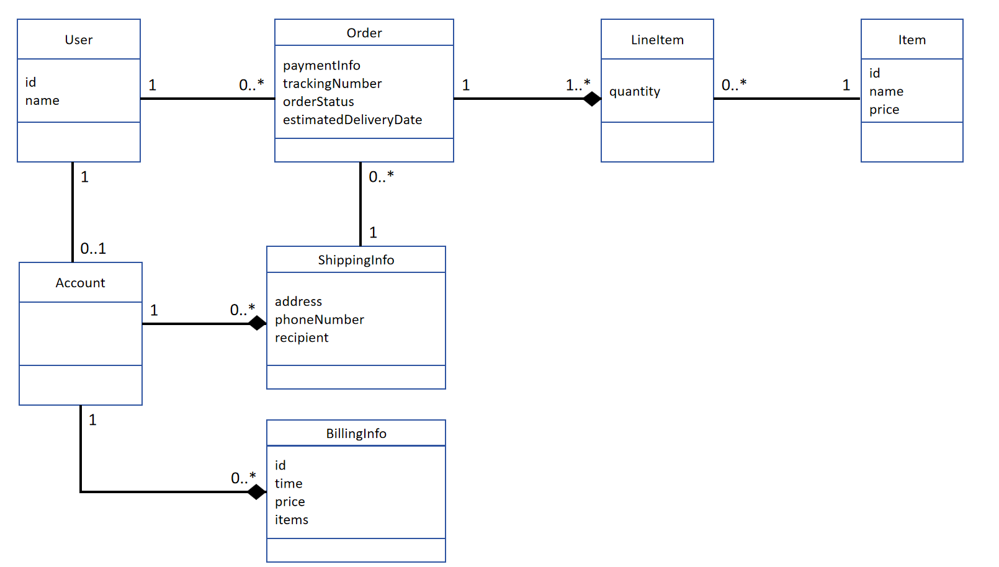 User
id
name
1
0..*
Order
paymentInfo
trackingNumber
orderStatus
estimatedDeliveryDate
1
1..*
LineItem
quantity
0..*
1
Item
id
name
price
1
0..1
0..*
1
Account
1
0..*
ShippingInfo
address
phoneNumber
recipient
1
0..*
BillingInfo
id
time
price
items